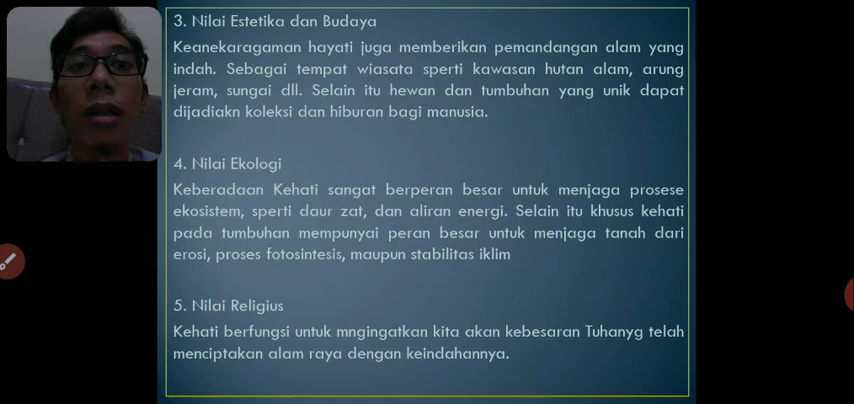 3. Nilai Estetika dan Budaya
Keanekaragaman hayati juga memberikan pemandangan alam yang
indah. Sebagai tempat wiasata sperti kawasan hutan alam, arung
jeram, sungai dll. Selain itu hewan dan tumbuhan yang unik dapat
dijadiakn koleksi dan hiburan bagi manusia.
4. Nilai Ekologi
Keberadaan Kehati sangat berperan besar untuk menjaga prosese
ekosistem, sperti daur zat, dan aliran energi. Selain itu khusus kehati
pada tumbuhan mempunyai peran besar untuk menjaga tanah dari
erosi, proses fotosintesis, maupun stabilitas iklim
5. Nilai Religius
Kehati berfungsi untuk mngingatkan kita akan kebesaran Tuhanyg telah
menciptakan alam raya dengan keindahannya.